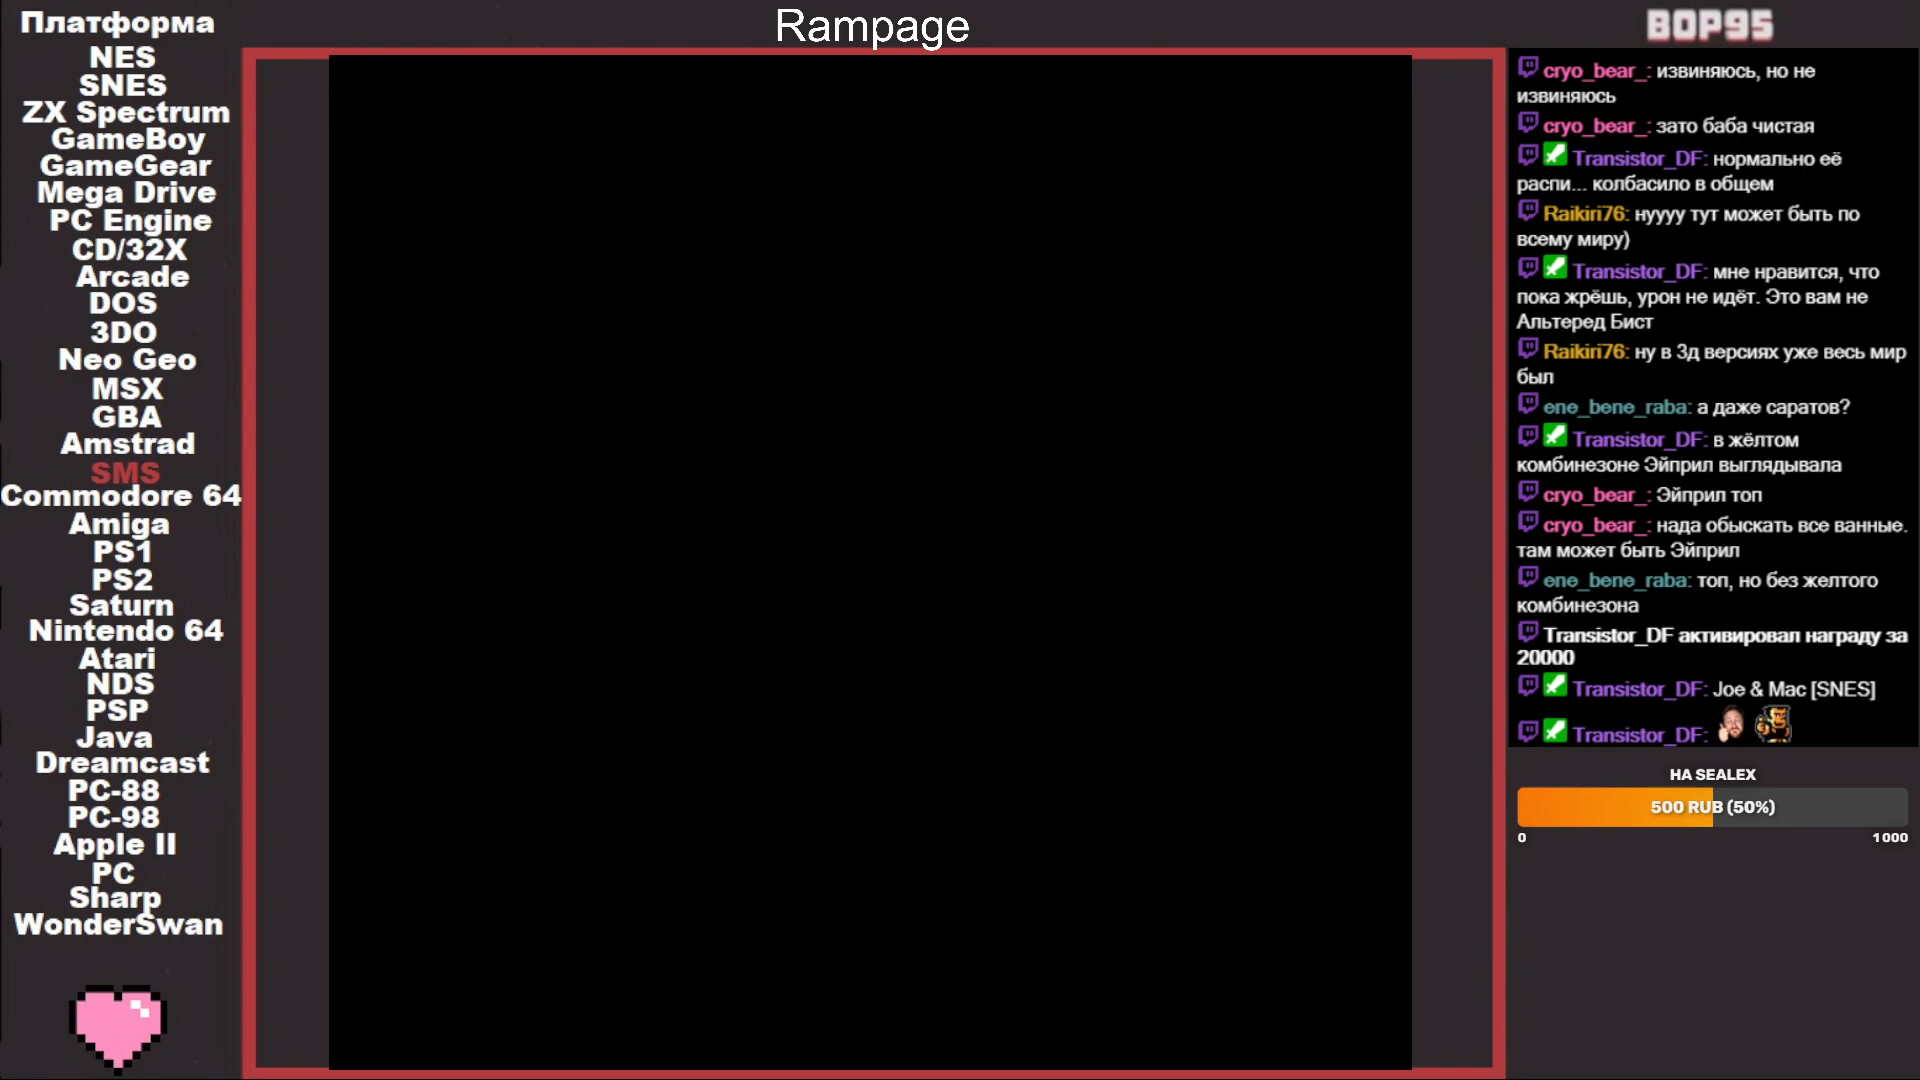 Платформа
NES
SNES
ZX Spectrum
GameBoy
GameGear
Mega Drive
PC Engine
CD/32X
Arcade
DOS
3DO
Neo Geo
MSX
GBA
Amstrad
SMS
Commodore 64
Amiga
PS1
PS2
Saturn
Nintendo 64
Atari
NDS
PSP
Java
Dreamcast
PC-88
PC-98
Apple II
PC
Sharp
WonderSwan
Rampage
BOP95
cryo_bear_: извиняюсь, но не
извиняюсь
cryo_bear_: зато баба чистая
Transistor_DF: нормально её
распи... колбасило в общем
Raikiri76: нуууу тут может быть по
всему миру)
Transistor_DF: мне нравится, что
пока жрёшь, урон не идёт. Это вам не
Альтеред Бист
Raikiri76: ну в 3д версиях уже весь мир
был
ene_bene_raba: а даже саратов?
Transistor_DF: в жёлтом
комбинезоне Эйприл выглядывала
cryo_bear_: Эйприл топ
cryo_bear_: нада обыскать все ванные.
там может быть Эйприл
ene_bene_raba: топ, но без желтого
комбинезона
Transistor_DF активировал награду за
20000
Transistor_DF: Joe & Mac [SNES]
Transistor_DF:
НА SEALEX
500 RUB (50%)
0 1000